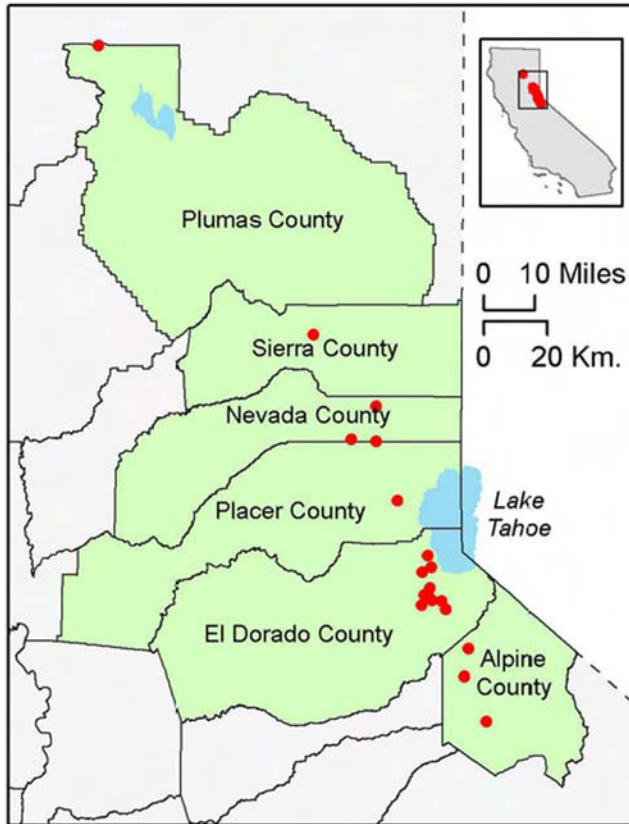 Plumas County
0 10 Miles
0 20 Km.
Sierra County
Nevada County
Placer County
Lake
Tahoe
El Dorado County
Alpine
County